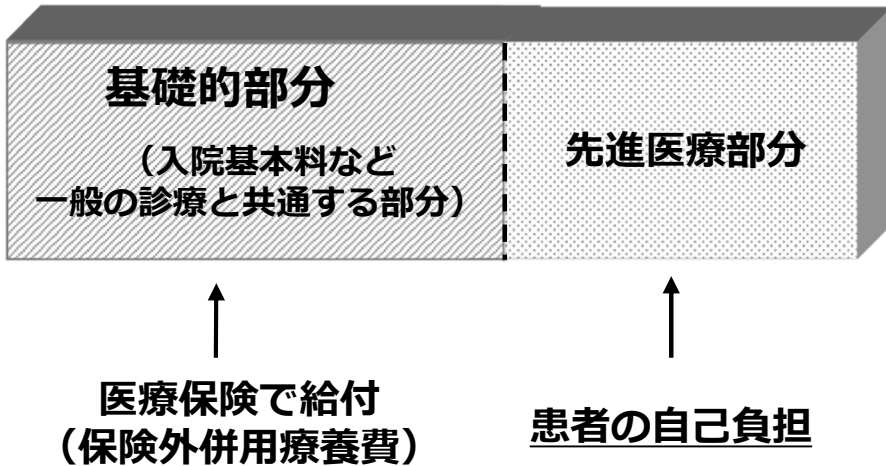 基礎的部分
（入院基本料など
一般の診療と共通する部分）
先進医療部分
医療保険で給付
（保険外併用療養費）
患者の自己負担